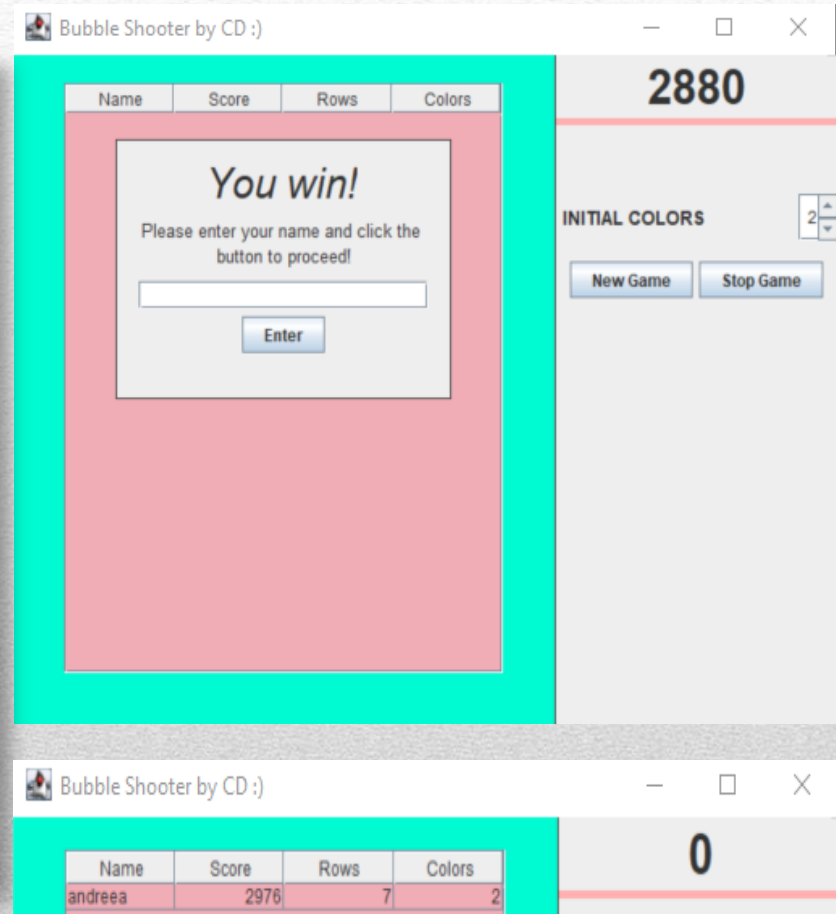 Bubble Shooter by CD :)
2880
Name Score Rows Colors
You win!
Please enter your name and click the
button to proceed!
Enter
INITIAL COLORS 2
New Game Stop Game
Bubble Shooter by CD :)
0
Name Score Rows Colors
andreea 2976 7 2